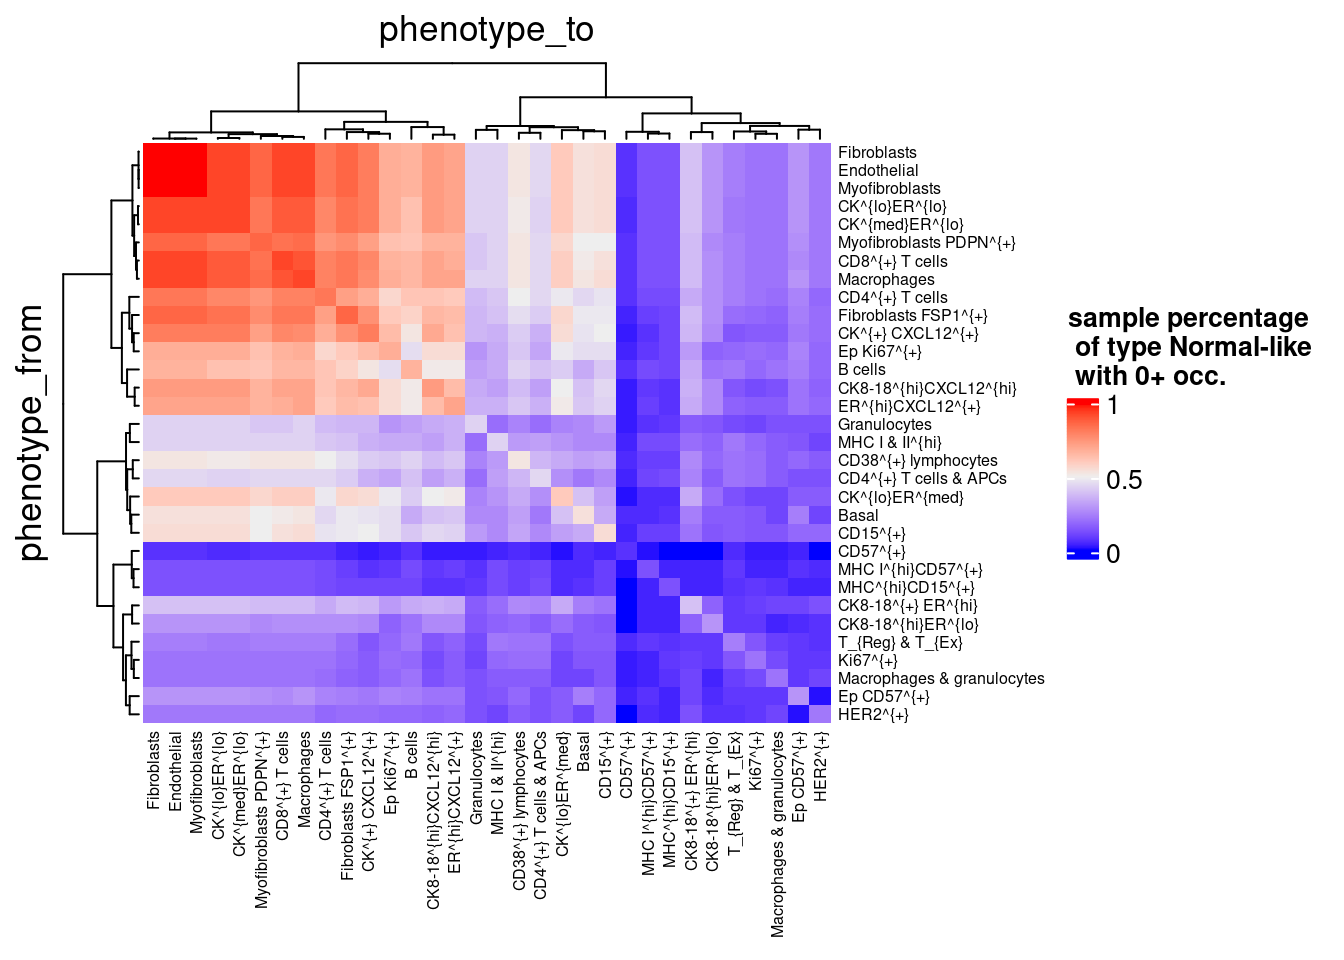 phenotype_to
phenotype_from
Fibroblasts
Endothelial
Myofibroblasts
CK^{lo}ER^{lo}
CK^{med}ER^{lo}
Myofibroblasts PDPN^{+}
CD8^{+} T cells
Macrophages
CD4^{+} T cells
Fibroblasts FSP1^{+}
CK^{+} CXCL12^{+}
Ep Ki67^{+}
B cells
CK8-18^{hi}CXCL12^{hi}
ER^{hi}CXCL12^{+}
Granulocytes
MHC I & II^{hi}
CD38^{+} lymphocytes
CD4^{+} T cells & APCs
CK^{lo}ER^{med}
Basal
CD15^{+}
CD57^{+}
MHC I^{hi}CD57^{+}
MHC^{hi}CD15^{+}
CK8-18^{+} ER^{hi}
CK8-18^{hi}ER^{lo}
T_{Reg} & T_{Ex}
Ki67^{+}
Macrophages & granulocytes
Ep CD57^{+}
HER2^{+}
sample percentage
of type Normal-like
with 0+ occ.
1
0.5
0
Fibroblasts
Endothelial
Myofibroblasts
CK^{lo}ER^{lo}
CK^{med}ER^{lo}
Myofibroblasts PDPN^{+}
CD8^{+} T cells
Macrophages
CD4^{+} T cells
Fibroblasts FSP1^{+}
CK^{+} CXCL12^{+}
Ep Ki67^{+}
B cells
CK8-18^{hi}CXCL12^{hi}
ER^{hi}CXCL12^{+}
Granulocytes
MHC I & II^{hi}
CD38^{+} lymphocytes
CD4^{+} T cells & APCs
CK^{lo}ER^{med}
Basal
CD15^{+}
CD57^{+}
MHC I^{hi}CD57^{+}
MHC^{hi}CD15^{+}
CK8-18^{+} ER^{hi}
CK8-18^{hi}ER^{lo}
T_{Reg} & T_{Ex}
Ki67^{+}
Macrophages & granulocytes
Ep CD57^{+}
HER2^{+}